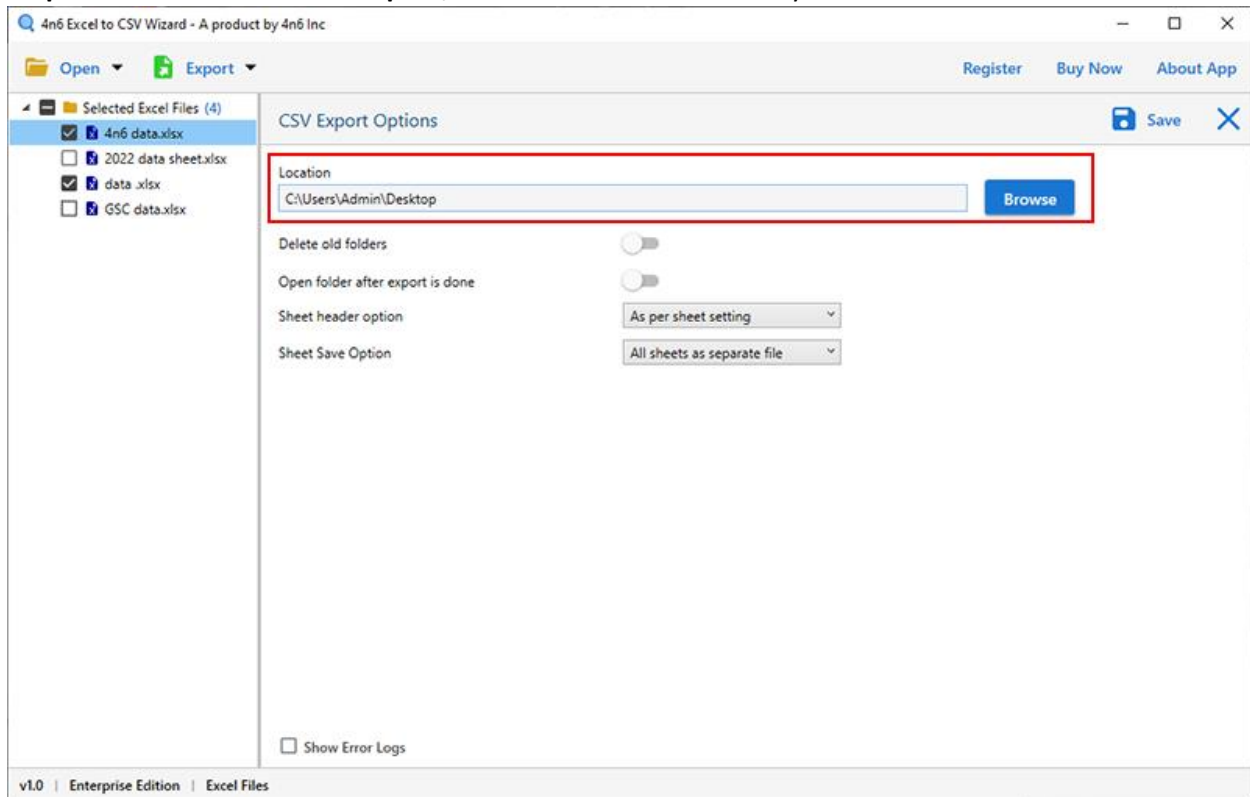 4n6 Excel to CSV Wizard - A product by 4n6 Inc
Open Export Register Buy Now About App
Selected Excel Files (4)
4n6 data.xlsx
2022 data sheet.xlsx
data .xlsx
GSC data.xlsx
CSV Export Options Save
Location
C:\Users\Admin\Desktop Browse
Delete old folders
Open folder after export is done
Sheet header option As per sheet setting
Sheet Save Option All sheets as separate file
Show Error Logs
v1.0 | Enterprise Edition | Excel Files